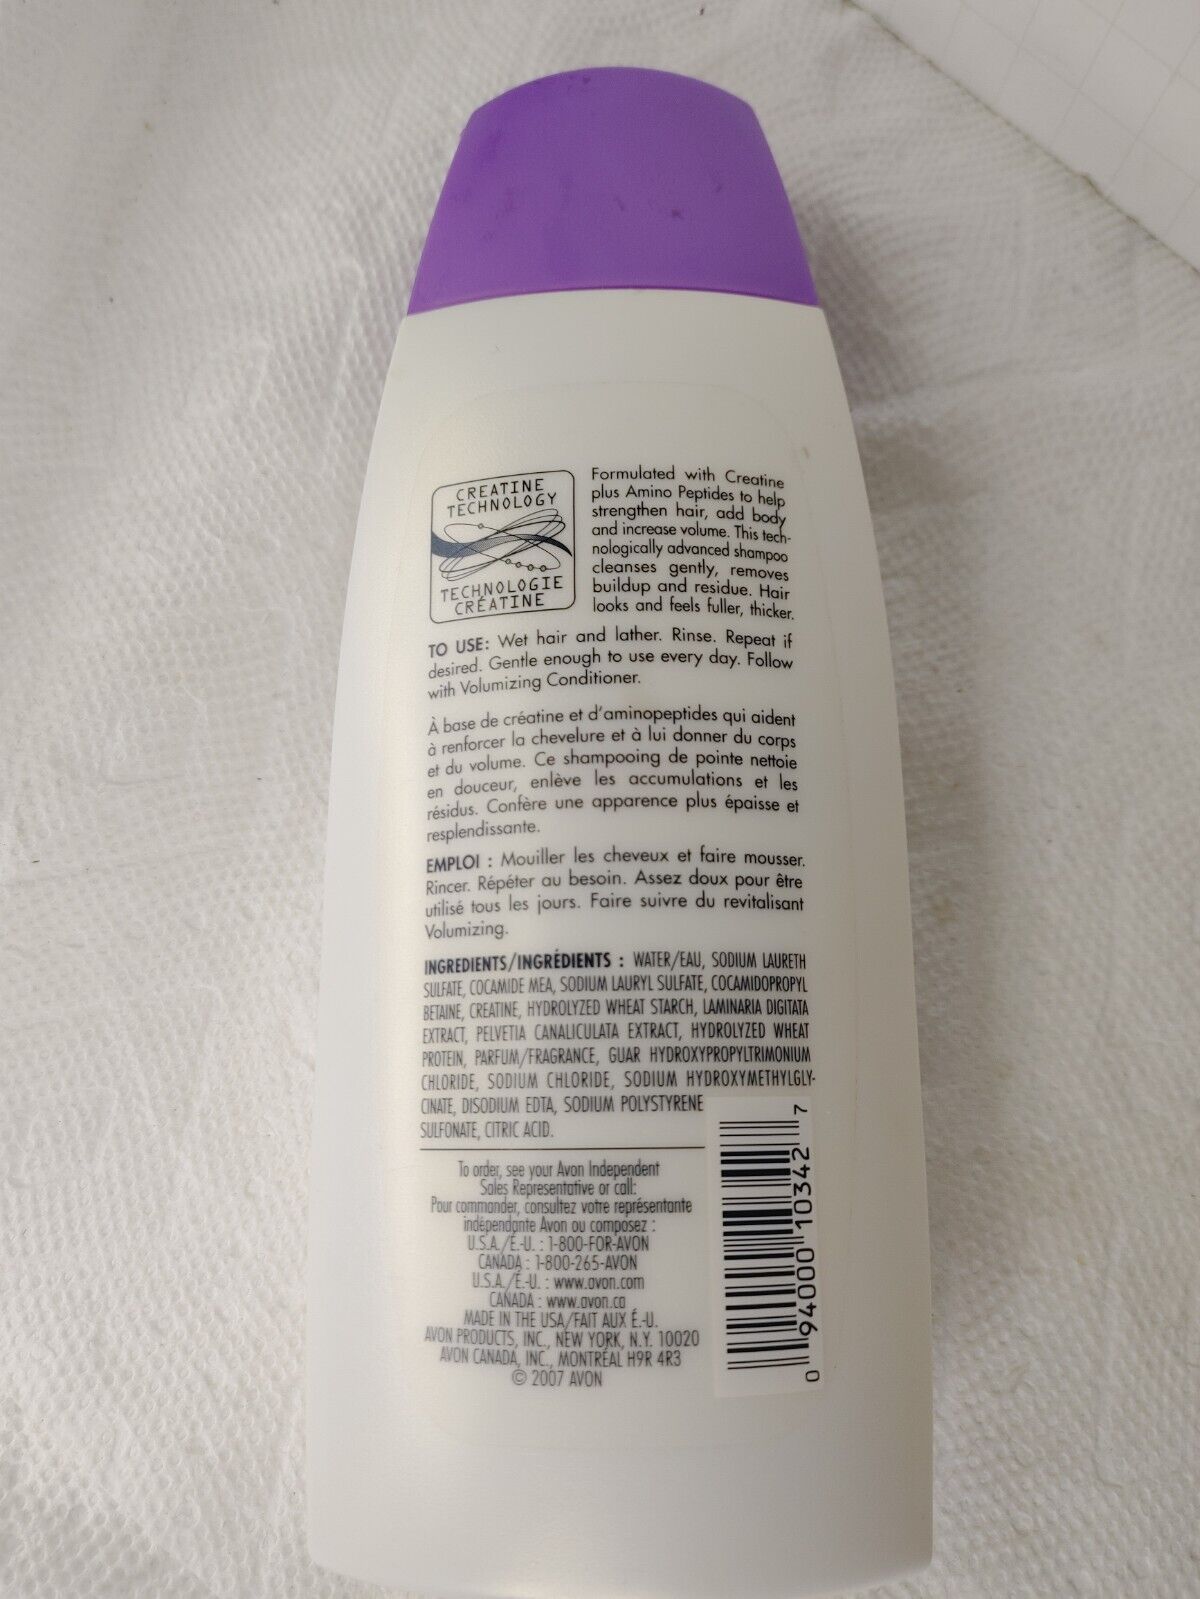 CREATINE
TECHNOLOGY
TECHNOLOGIE
CRÉATINE
Formulated with Creatine
plus Amino Peptides to help
strengthen hair, add body
and increase volume. This tech-
nologically advanced shampoo
cleanses gently, removes
buildup and residue. Hair
looks and feels fuller, thicker.
TO USE: Wet hair and lather. Rinse. Repeat if
desired. Gentle enough to use every day. Follow
with Volumizing Conditioner.
À base de créatine et d'aminopeptides qui aident
à renforcer la chevelure et à lui donner du corps
et du volume. Ce shampooing de pointe nettoie
en douceur, enlève les accumulations et les
résidus. Confère une apparence plus épaisse et
resplendissante.
EMPLOI : Mouiller les cheveux et faire mousser.
Rincer. Répéter au besoin. Assez doux pour être
utilisé tous les jours. Faire suivre du revitalisant
Volumizing.
INGREDIENTS/INGRÉDIENTS : WATER/EAU, SODIUM LAURETH
SULFATE, COCAMIDE MEA, SODIUM LAURYL SULFATE, COCAMIDOPROPYL
BETAINE, CREATINE, HYDROLYZED WHEAT STARCH, LAMINARIA DIGITATA
EXTRACT, PELVETIA CANALICULATA EXTRACT, HYDROLYZED WHEAT
PROTEIN, PARFUM/FRAGRANCE, GUAR HYDROXYPROPYLTRIMONIUM
CHLORIDE, SODIUM CHLORIDE, SODIUM HYDROXYMETHYLGLY-
CINATE, DISODIUM EDTA, SODIUM POLYSTYRENE
SULFONATE, CITRIC ACID.
To order, see your Avon Independent
Sales Representative or call:
Pour commander, consultez votre représentante
indépendante Avon ou composez :
U.S.A./É.-U. : 1-800-FOR-AVON
CANADA : 1-800-265-AVON
U.S.A./É.-U. : www.avon.com
CANADA : www.avon.ca
MADE IN THE USA/FAIT AUX É.-U.
AVON PRODUCTS, INC., NEW YORK, N.Y. 10020
AVON CANADA, INC., MONTRÉAL H9R 4R3
© 2007 AVON
0 94000 10342 7